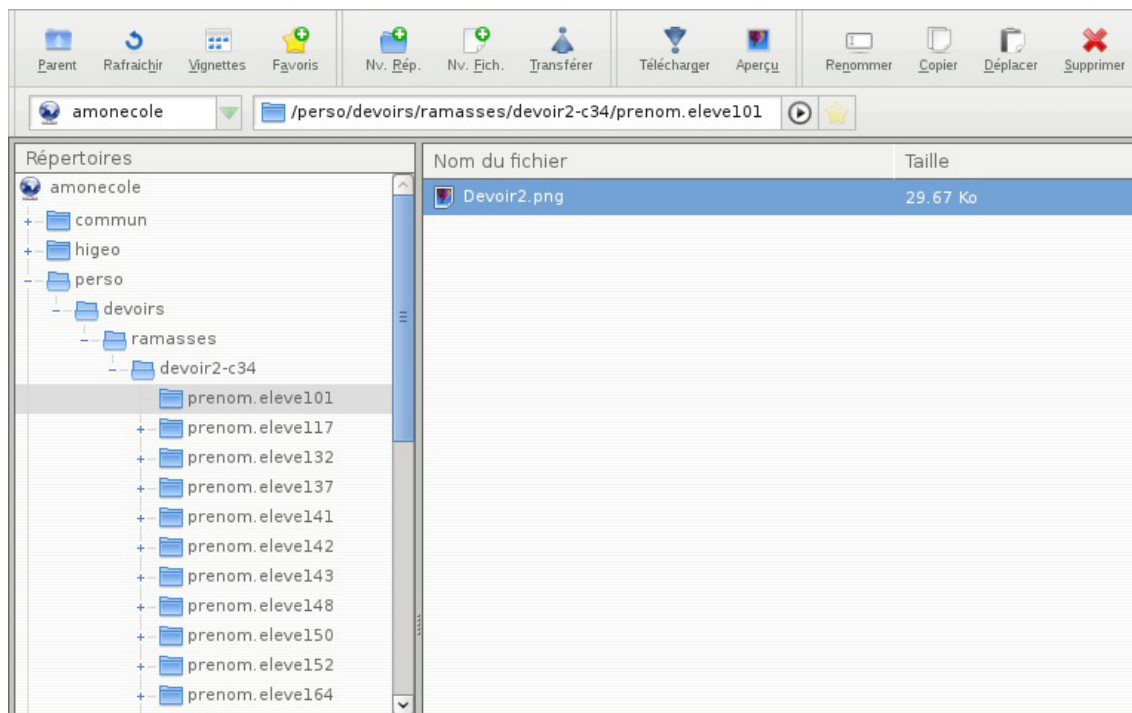 Parent Rafraichir Vignettes Favoris Nv. Rép. Nv. Fich. Transférer Télécharger Aperçu Renommer Copier Déplacer Supprimer
amonecole /perso/devoirs/ramasses/devoir2-c34/prenom.eleve101
Répertoires
amonecole
commun
higeo
perso
devoirs
ramasses
devoir2-c34
prenom.eleve101
prenom.eleve117
prenom.eleve132
prenom.eleve137
prenom.eleve141
prenom.eleve142
prenom.eleve143
prenom.eleve148
prenom.eleve150
prenom.eleve152
prenom.eleve164
Nom du fichier Taille
Devoir2.png 29.67 Ko